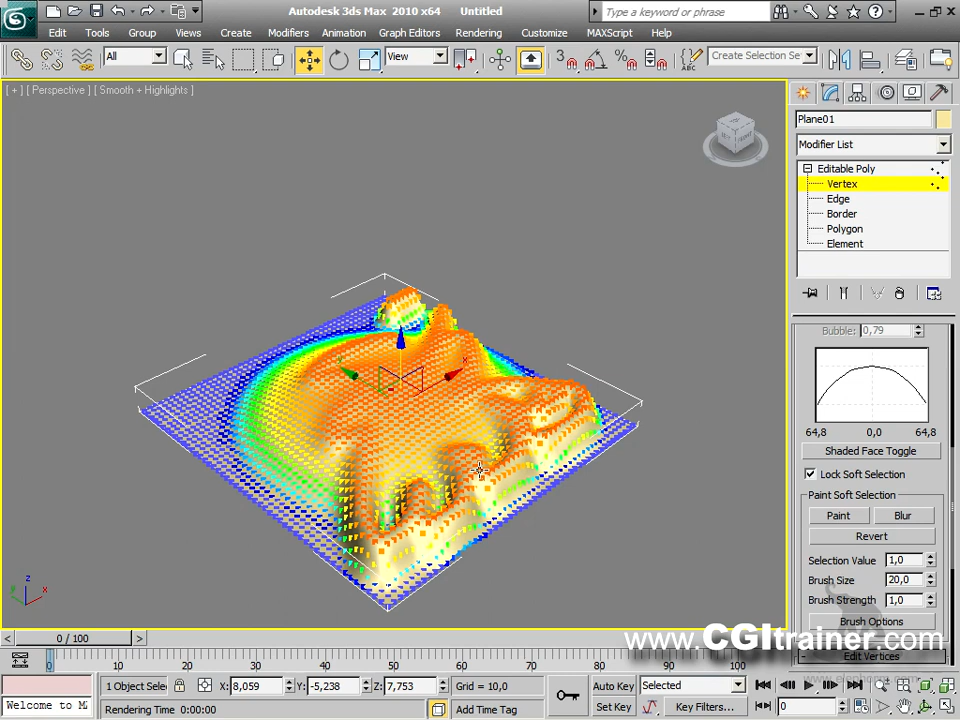 Autodesk 3ds Max 2010 x64 Untitled
Type a keyword or phrase
Edit Tools Group Views Create Modifiers Animation Graph Editors Rendering Customize MAXScript Help
All View 3 Create Selection Se
[ + ] [ Perspective ] [ Smooth + Highlights ]
Plane01
Modifier List
Editable Poly
Vertex
Edge
Border
Polygon
Element
Bubble: 0,79
64,8 0,0 64,8
Shaded Face Toggle
Lock Soft Selection
Paint Soft Selection
Paint Blur
Revert
Selection Value 1,0
Brush Size 20,0
Brush Strength 1,0
Brush Options
Edit Vertices
www.CGItrainer.com
z
x
y
x
0 / 100
0 10 20 30 40 50 60 70 80 90 100
1 Object Selec X: 8,059 Y: -5,238 Z: 7,753 Grid = 10,0 Auto Key Selected
Welcome to M Rendering Time 0:00:00 Add Time Tag Set Key Key Filters... 0